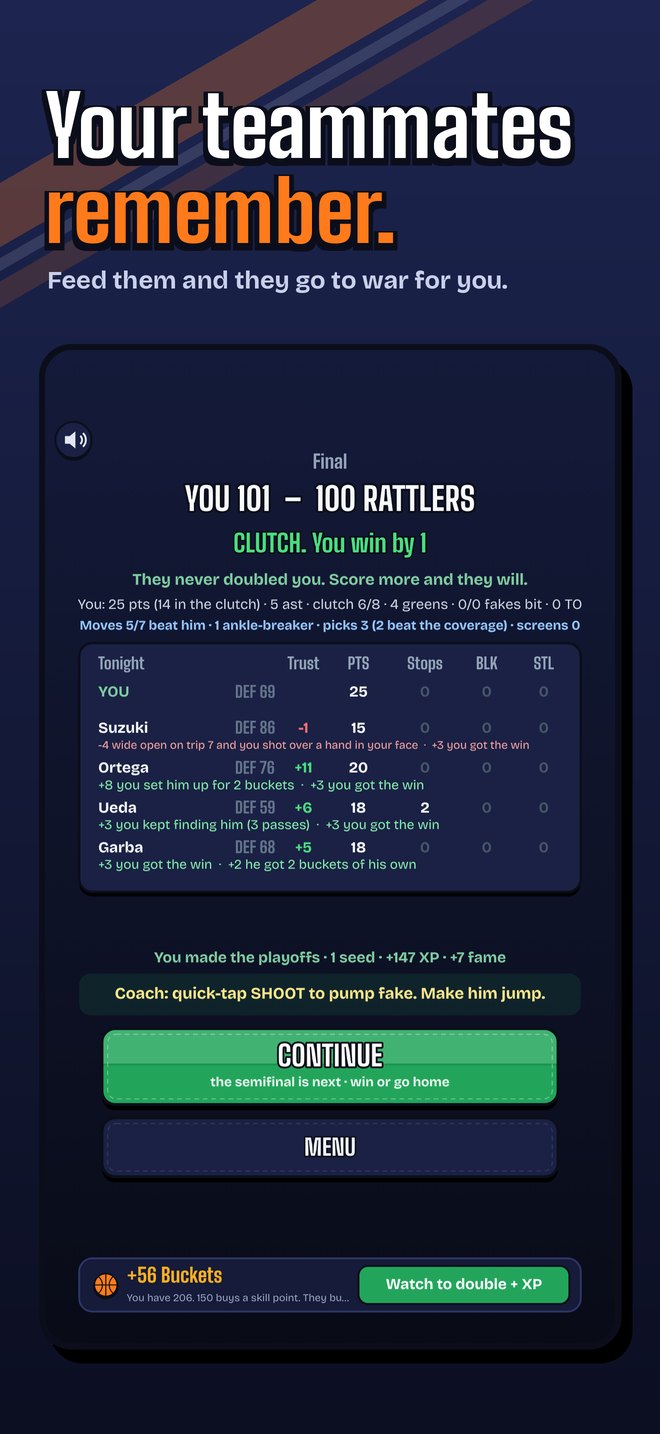 Your teammates
remember.
Feed them and they go to war for you.
Final
YOU 101 – 100 RATTLERS
CLUTCH. You win by 1
They never doubled you. Score more and they will.
You: 25 pts (14 in the clutch) · 5 ast · clutch 6/8 · 4 greens · 0/0 fakes bit · 0 TO
Moves 5/7 beat him · 1 ankle-breaker · picks 3 (2 beat the coverage) · screens 0
Tonight Trust PTS Stops BLK STL
YOU DEF 69 25 0 0 0
Suzuki DEF 86 -1 15 0 0 0
-4 wide open on trip 7 and you shot over a hand in your face · +3 you got the win
Ortega DEF 76 +11 20 0 0 0
+8 you set him up for 2 buckets · +3 you got the win
Ueda DEF 59 +6 18 2 0 0
+3 you kept finding him (3 passes) · +3 you got the win
Garba DEF 68 +5 18 0 0 0
+3 you got the win · +2 he got 2 buckets of his own
You made the playoffs · 1 seed · +147 XP · +7 fame
Coach: quick-tap SHOOT to pump fake. Make him jump.
CONTINUE
the semifinal is next · win or go home
MENU
+56 Buckets
You have 206. 150 buys a skill point. They bu...
Watch to double + XP